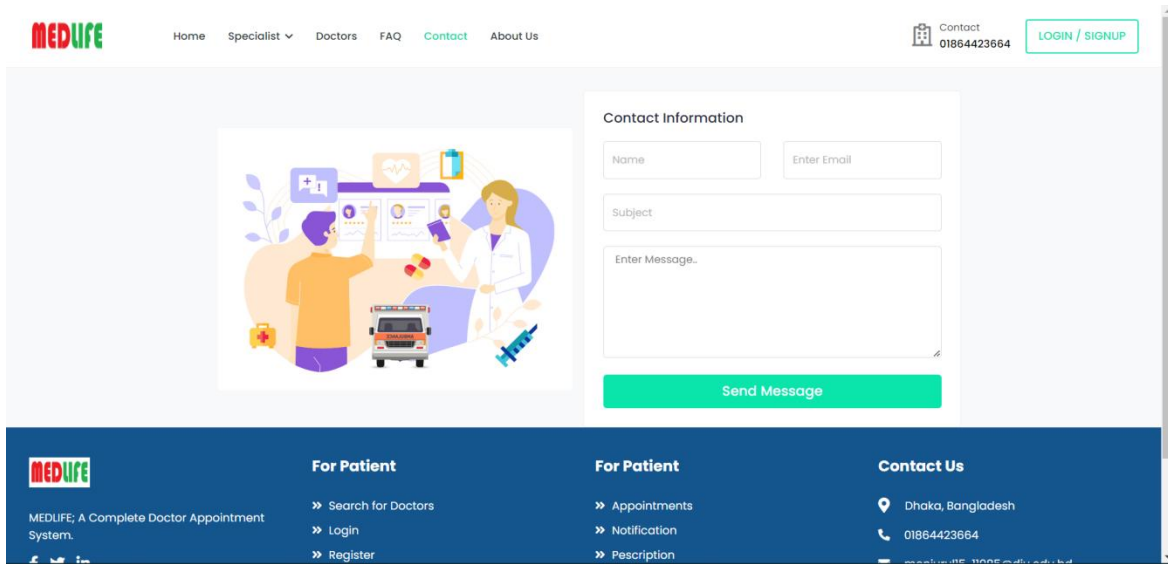 MEDLIFE
Home Specialist Doctors FAQ Contact About Us
Contact
01864423664
LOGIN / SIGNUP
Contact Information
Name Enter Email
Subject
Enter Message..
Send Message
MEDLIFE
MEDLIFE; A Complete Doctor Appointment
System.
For Patient
Search for Doctors
Login
Register
For Patient
Appointments
Notification
Pescription
Contact Us
Dhaka, Bangladesh
01864423664